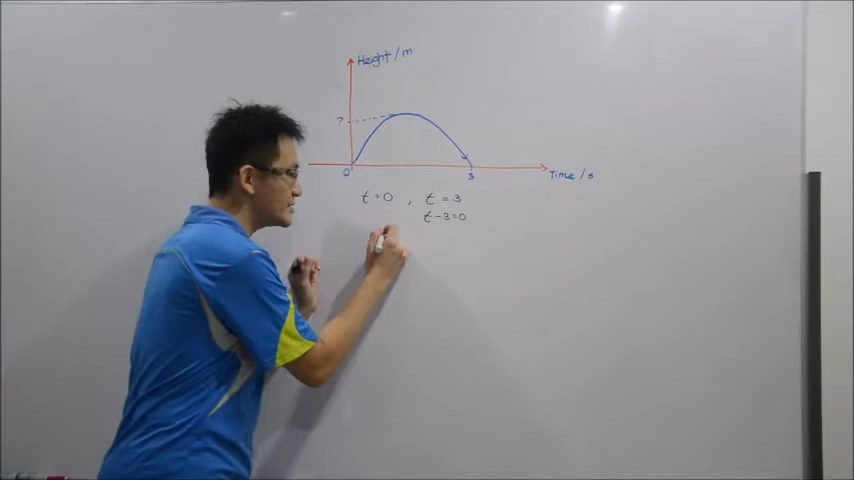 Height/m
?
0
3
Time/s
t=0 , t=3
t-3=0